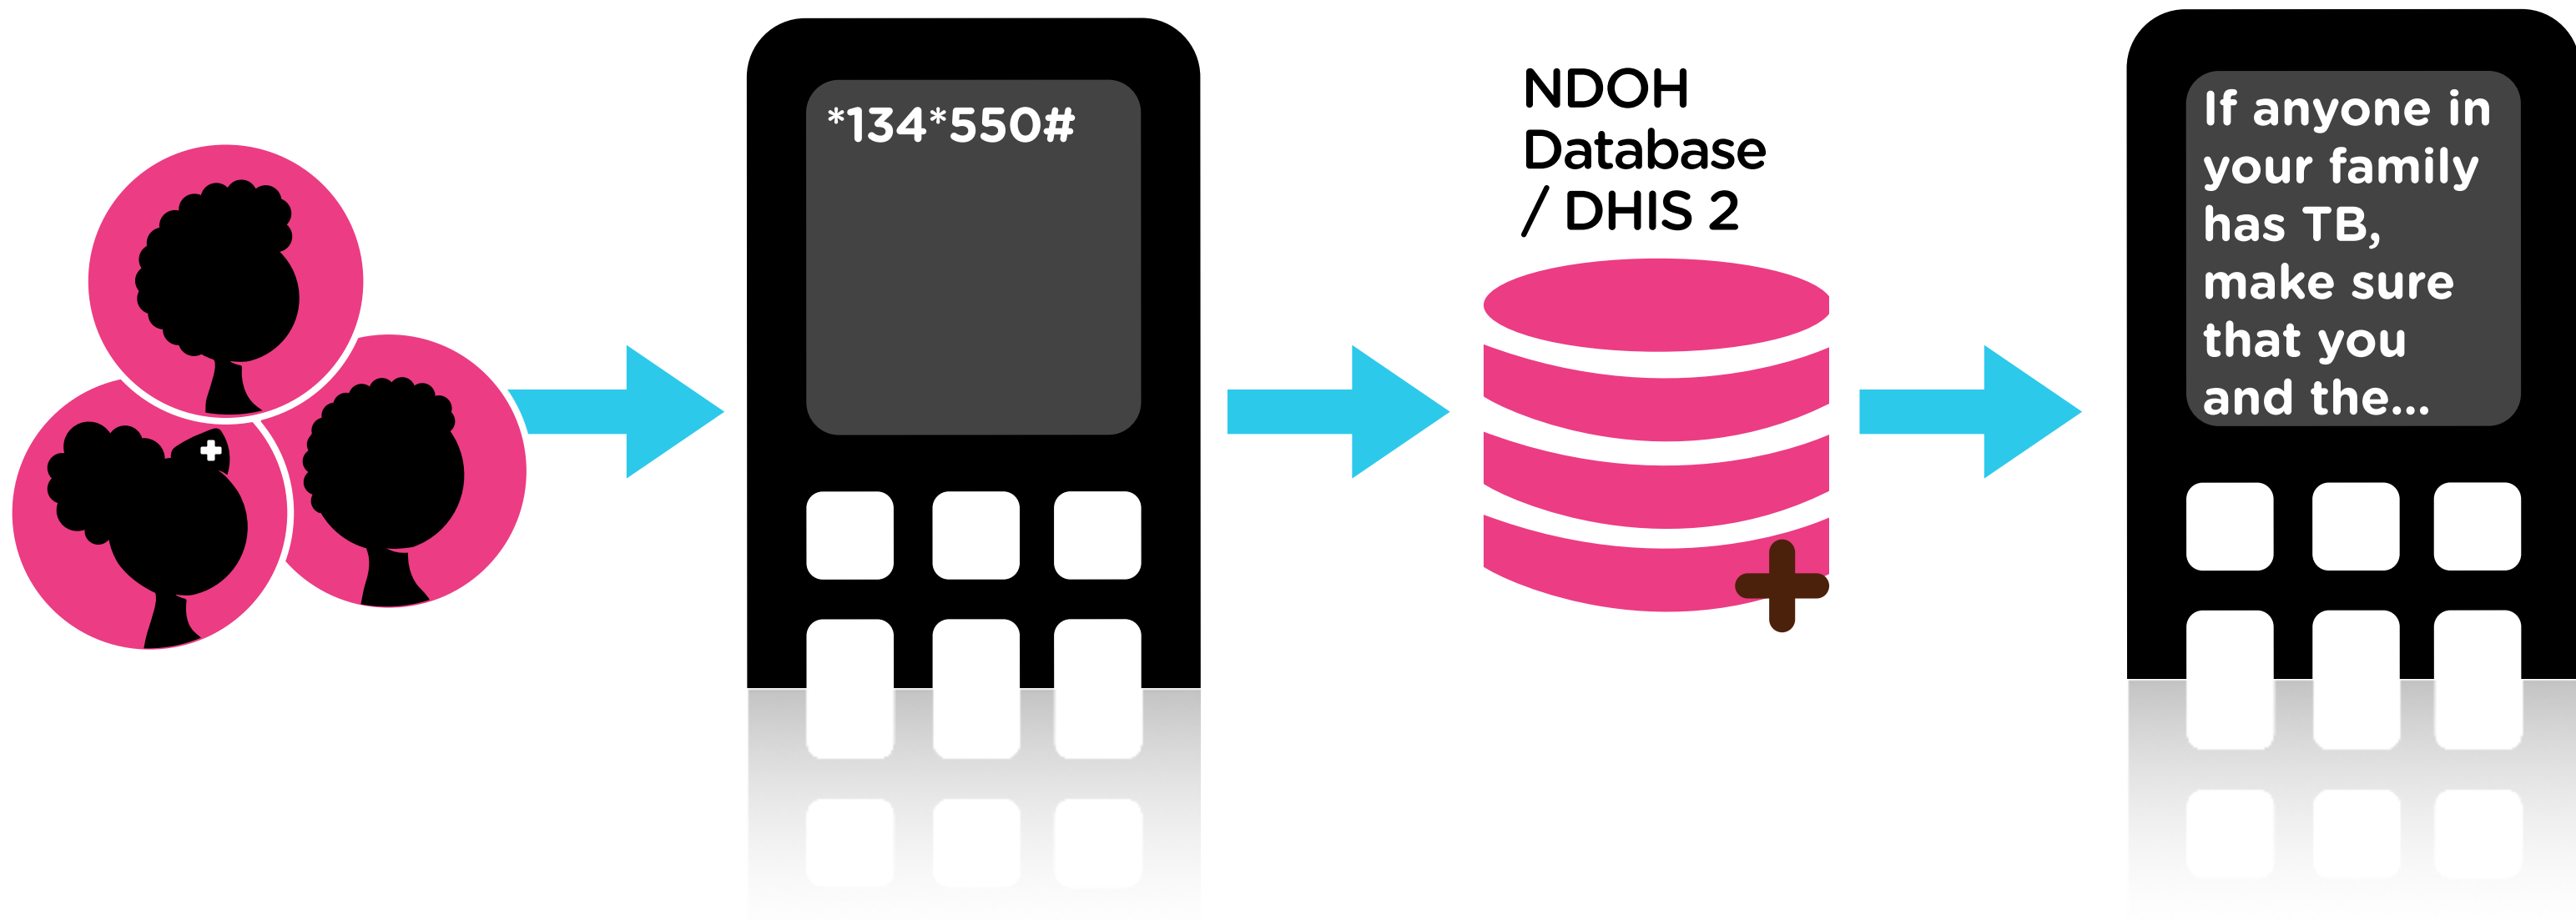 *134*550#
NDOH
Database
/ DHIS 2
If anyone in
your family
has TB,
make sure
that you
and the...